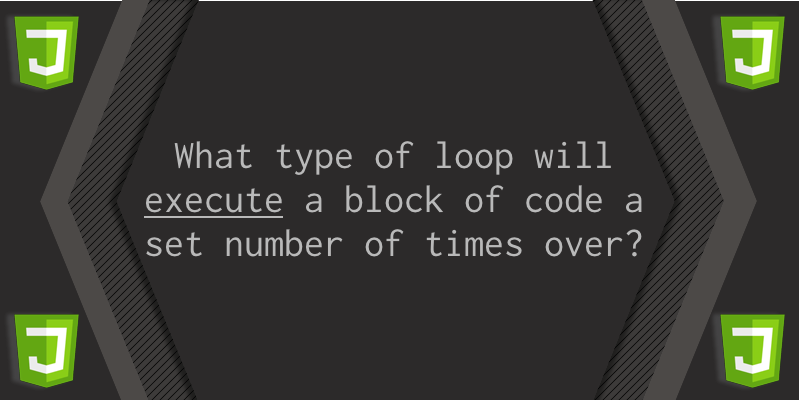 What type of loop will
execute a block of code a
set number of times over?